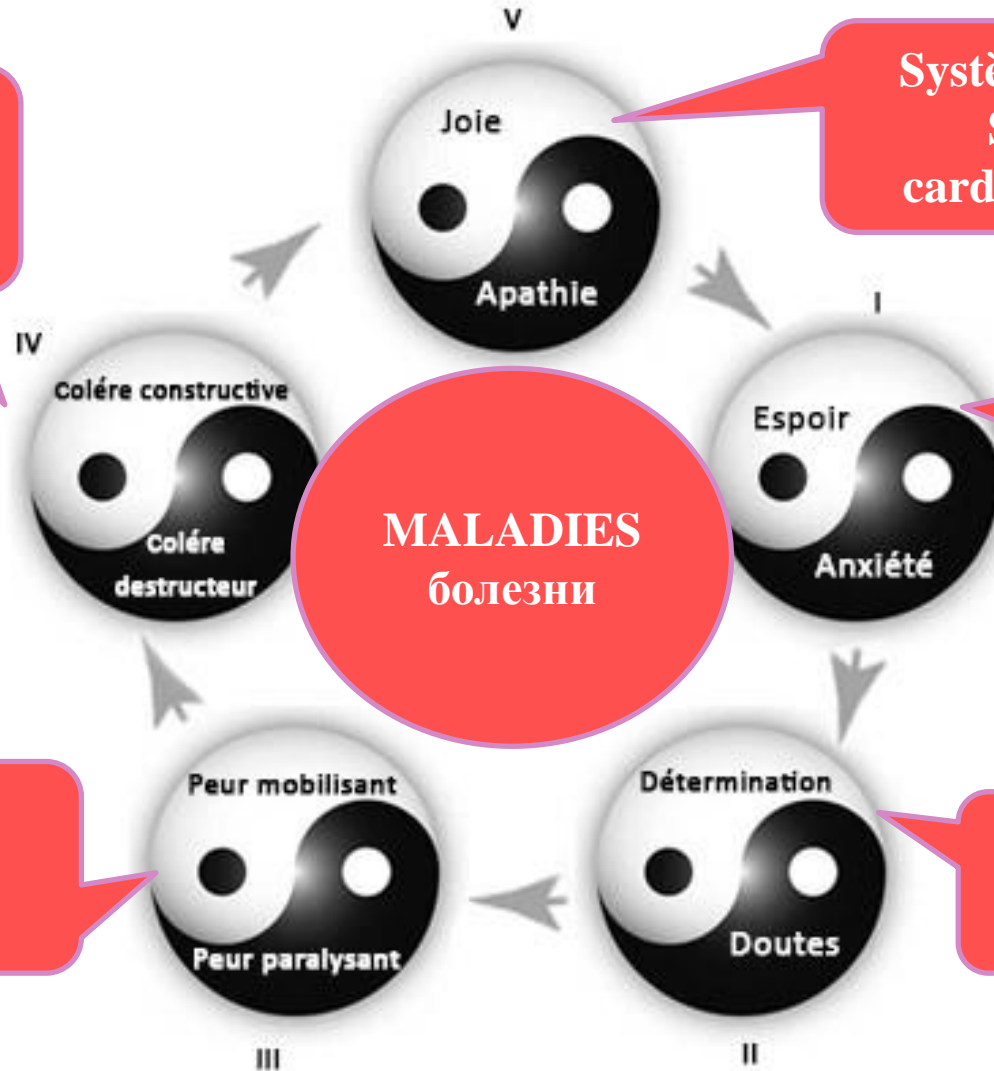 V
Joie
Apathie
card
IV
Colére constructive
Colére
destructeur
I
Espoir
Anxiété
MALADIES
болезни
Peur mobilisant
Peur paralysant
III
Détermination
Doutes
II